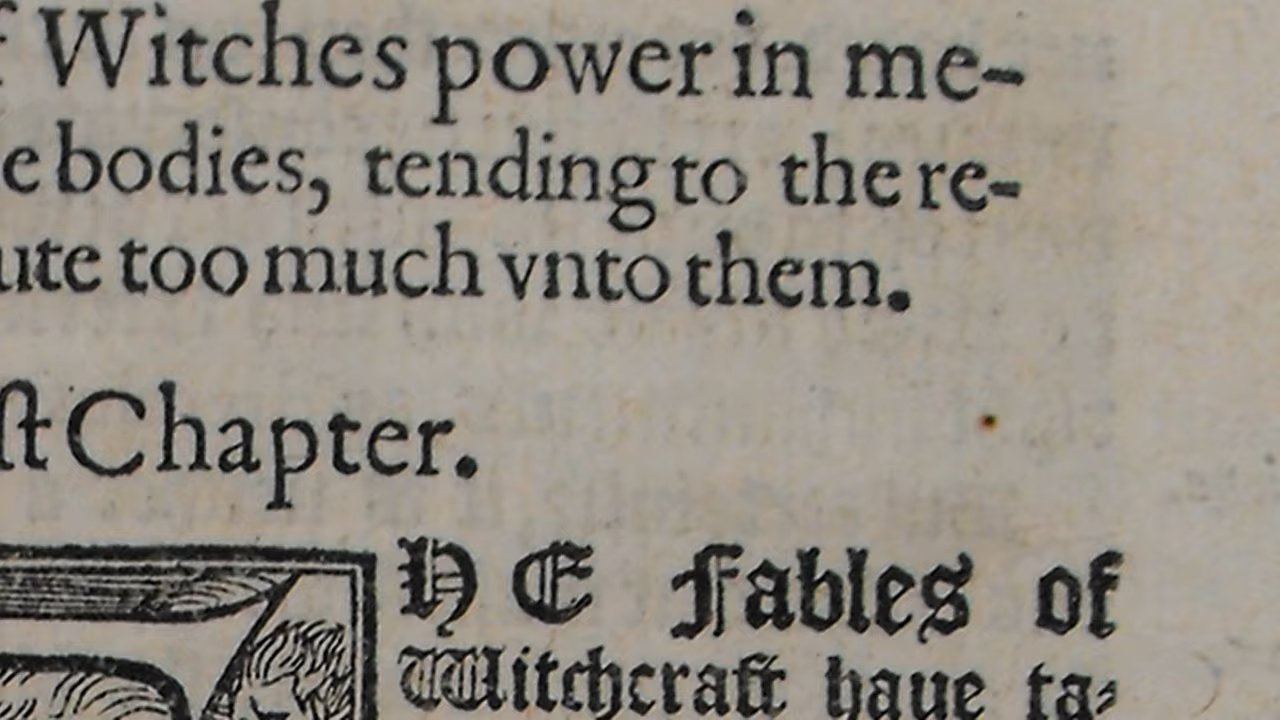 f Witches power in me-
e bodies, tending to the re-
ute too much vnto them.
ſt Chapter.
HE Fables of
Witchcraft haue ta⸗